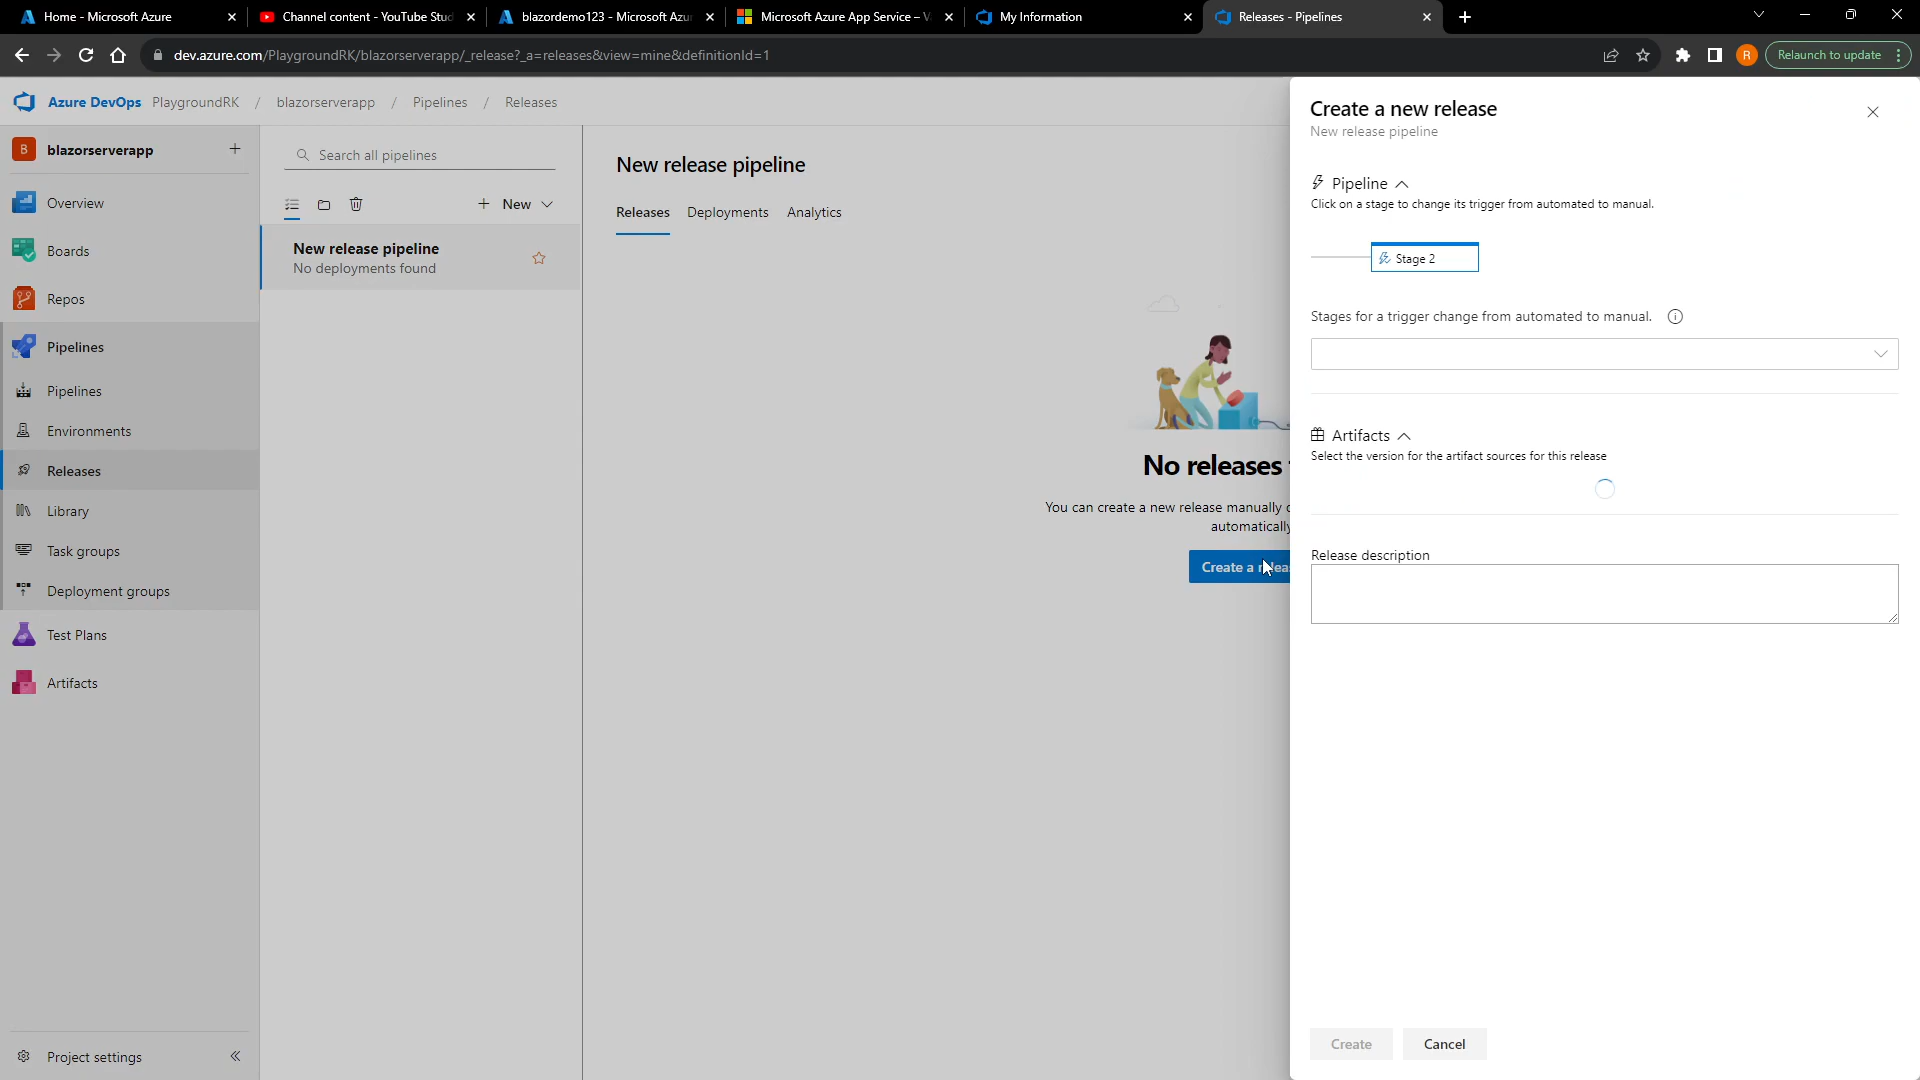 Home - Microsoft Azure
Channel content - YouTube Stud
blazordemo123 - Microsoft Azur
Microsoft Azure App Service – V
My Information
Releases - Pipelines
dev.azure.com/PlaygroundRK/blazorserverapp/_release?_a=releases&view=mine&definitionId=1
R
Relaunch to update
Azure DevOps PlaygroundRK / blazorserverapp / Pipelines / Releases
B blazorserverapp
Overview
Boards
Repos
Pipelines
Pipelines
Environments
Releases
Library
Task groups
Deployment groups
Test Plans
Artifacts
Project settings
Search all pipelines
New
New release pipeline
No deployments found
New release pipeline
Releases Deployments Analytics
No releases
You can create a new release manually
automatically
Create a
Create a new release
New release pipeline
Pipeline
Click on a stage to change its trigger from automated to manual.
Stage 2
Stages for a trigger change from automated to manual.
Artifacts
Select the version for the artifact sources for this release
Release description
Create
Cancel